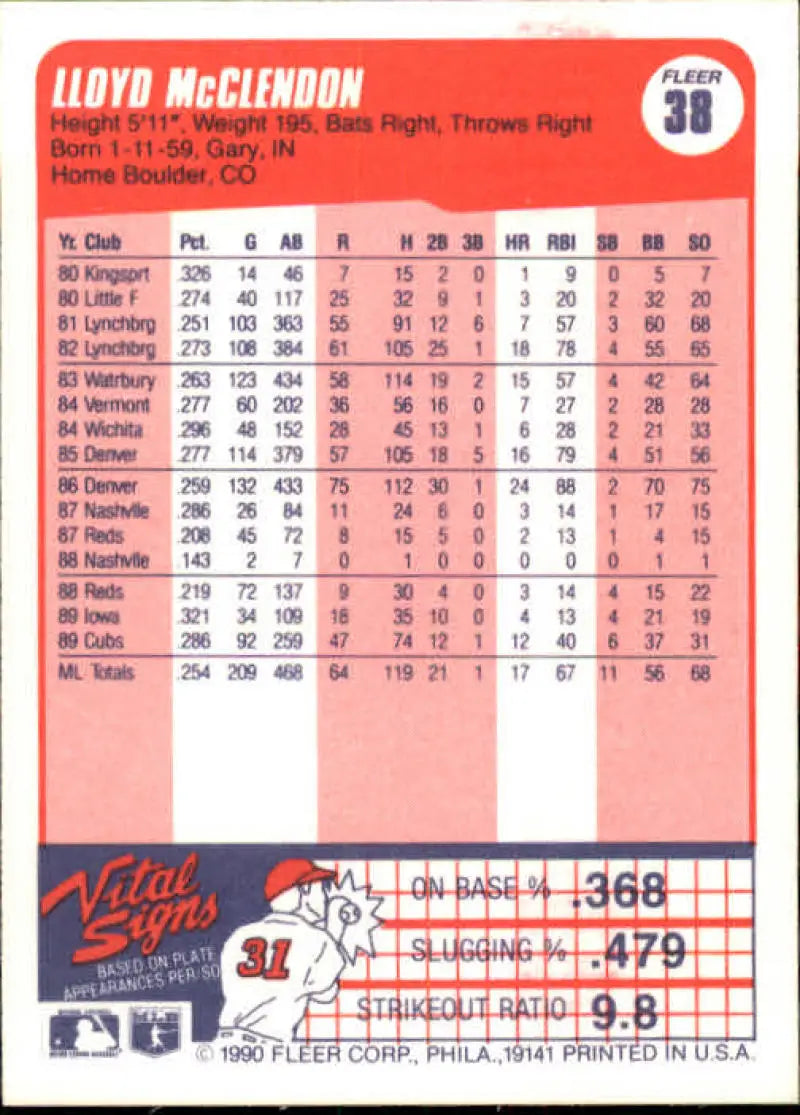 LLOYD McCLENDON
FLEER
38
Height 5'11", Weight 195, Bats Right, Throws Right
Born 1-11-59, Gary, IN
Home Boulder, CO
Yr. Club Pct. G AB R H 2B 3B HR RBI SB BB SO
80 Kingsprt .326 14 46 7 15 2 0 1 9 0 5 7
80 Little F .274 40 117 25 32 9 1 3 20 2 32 20
81 Lynchbrg .251 103 363 55 91 12 6 7 57 3 60 68
82 Lynchbrg .273 108 384 61 105 25 1 18 78 4 55 65
83 Watrbury .263 123 434 58 114 19 2 15 57 4 42 64
84 Vermont .277 60 202 36 56 16 0 7 27 2 28 28
84 Wichita .296 48 152 28 45 13 1 6 28 2 21 33
85 Denver .277 114 379 57 105 18 5 16 79 4 51 56
86 Denver .259 132 433 75 112 30 1 24 88 2 70 75
87 Nashvlle .286 26 84 11 24 6 0 3 14 1 17 15
87 Reds .208 45 72 8 15 5 0 2 13 1 4 15
88 Nashvlle .143 2 7 0 1 0 0 0 0 0 1 1
88 Reds .219 72 137 9 30 4 0 3 14 4 15 22
89 Iowa .321 34 109 18 35 10 0 4 13 4 21 19
89 Cubs .286 92 259 47 74 12 1 12 40 6 37 31
ML Totals .254 209 468 64 119 21 1 17 67 11 56 68
Vital
Signs
BASED ON PLATE
APPEARANCES PER/SO
31
ON BASE % .368
SLUGGING % .479
STRIKEOUT RATIO 9.8
© 1990 FLEER CORP., PHILA.,19141 PRINTED IN U.S.A.